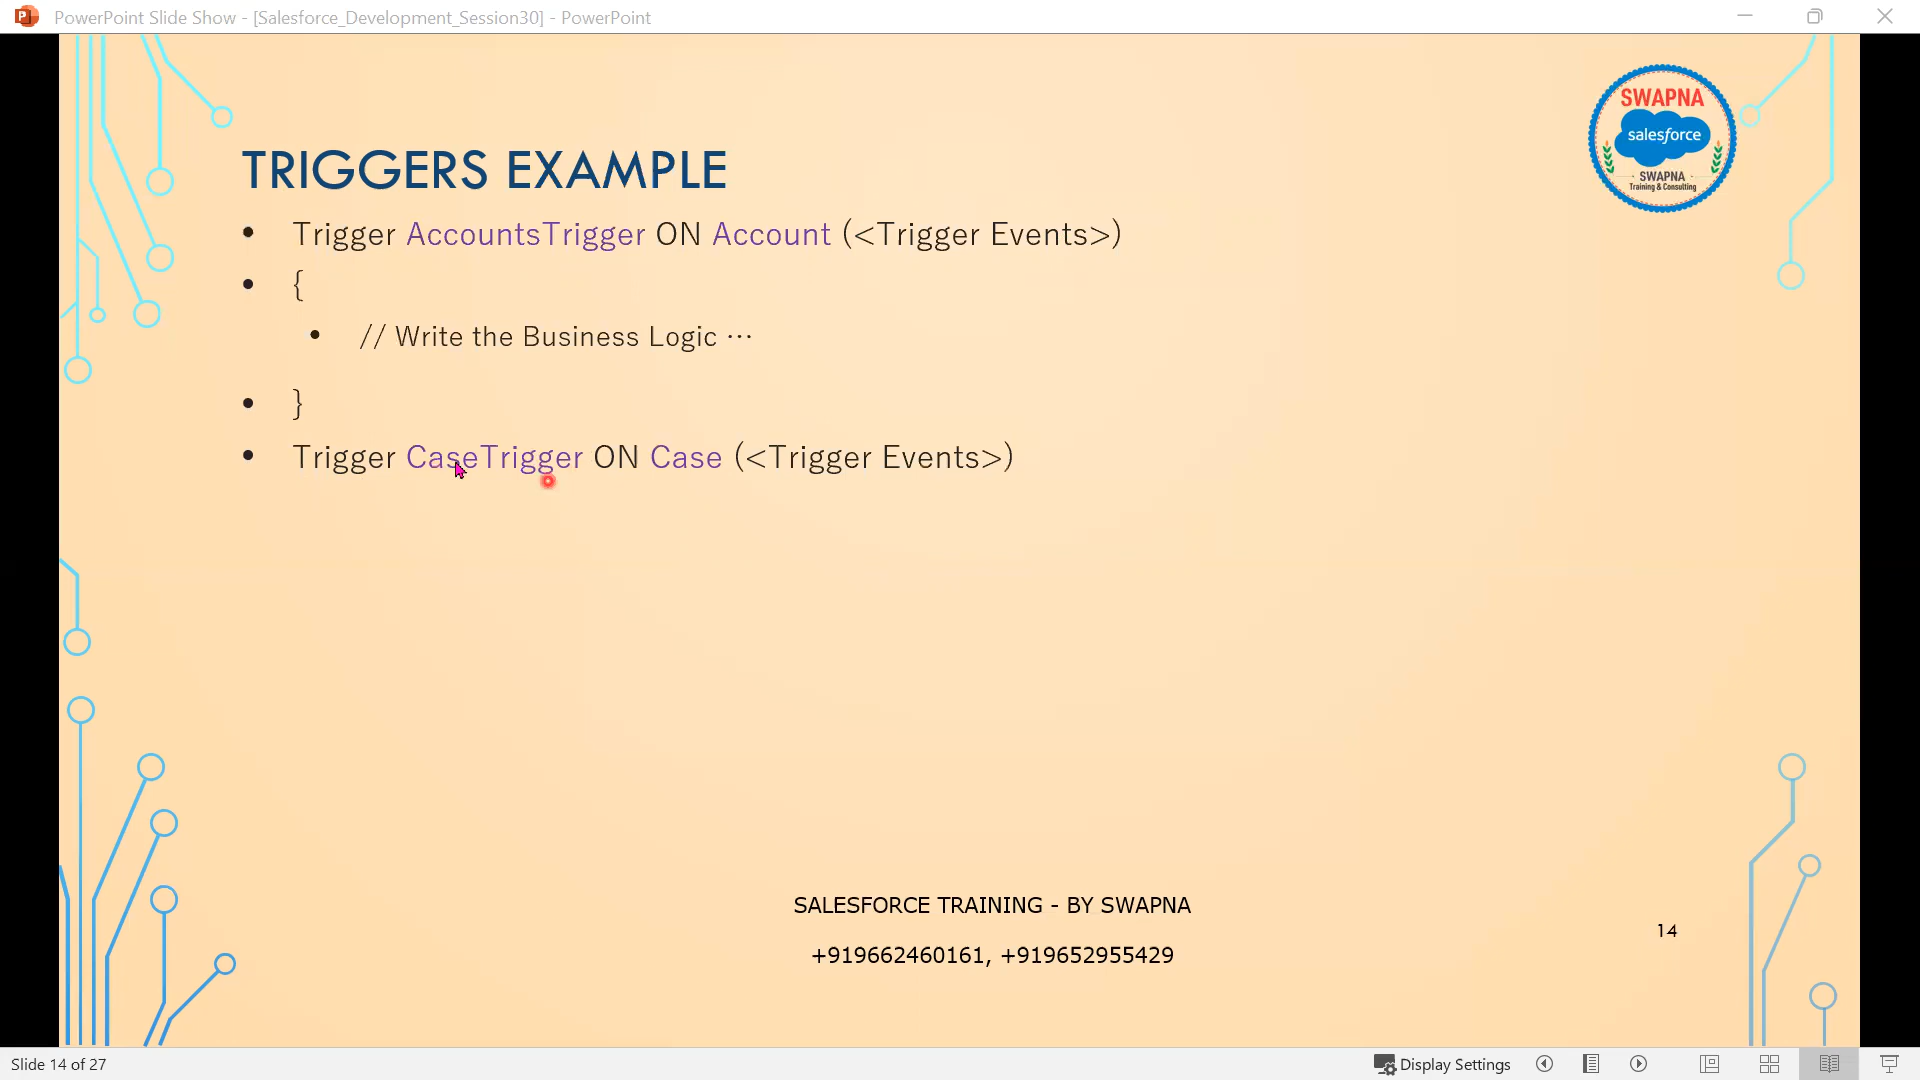 PowerPoint Slide Show - [Salesforce_Development_Session30] - PowerPoint
SWAPNA
salesforce
SWAPNA
Training & Consulting
TRIGGERS EXAMPLE
• Trigger AccountsTrigger ON Account (<Trigger Events>)
• {
• // Write the Business Logic ⋯
• }
• Trigger CaseTrigger ON Case (<Trigger Events>)
SALESFORCE TRAINING - BY SWAPNA
14
+919662460161, +919652955429
Slide 14 of 27
Display Settings